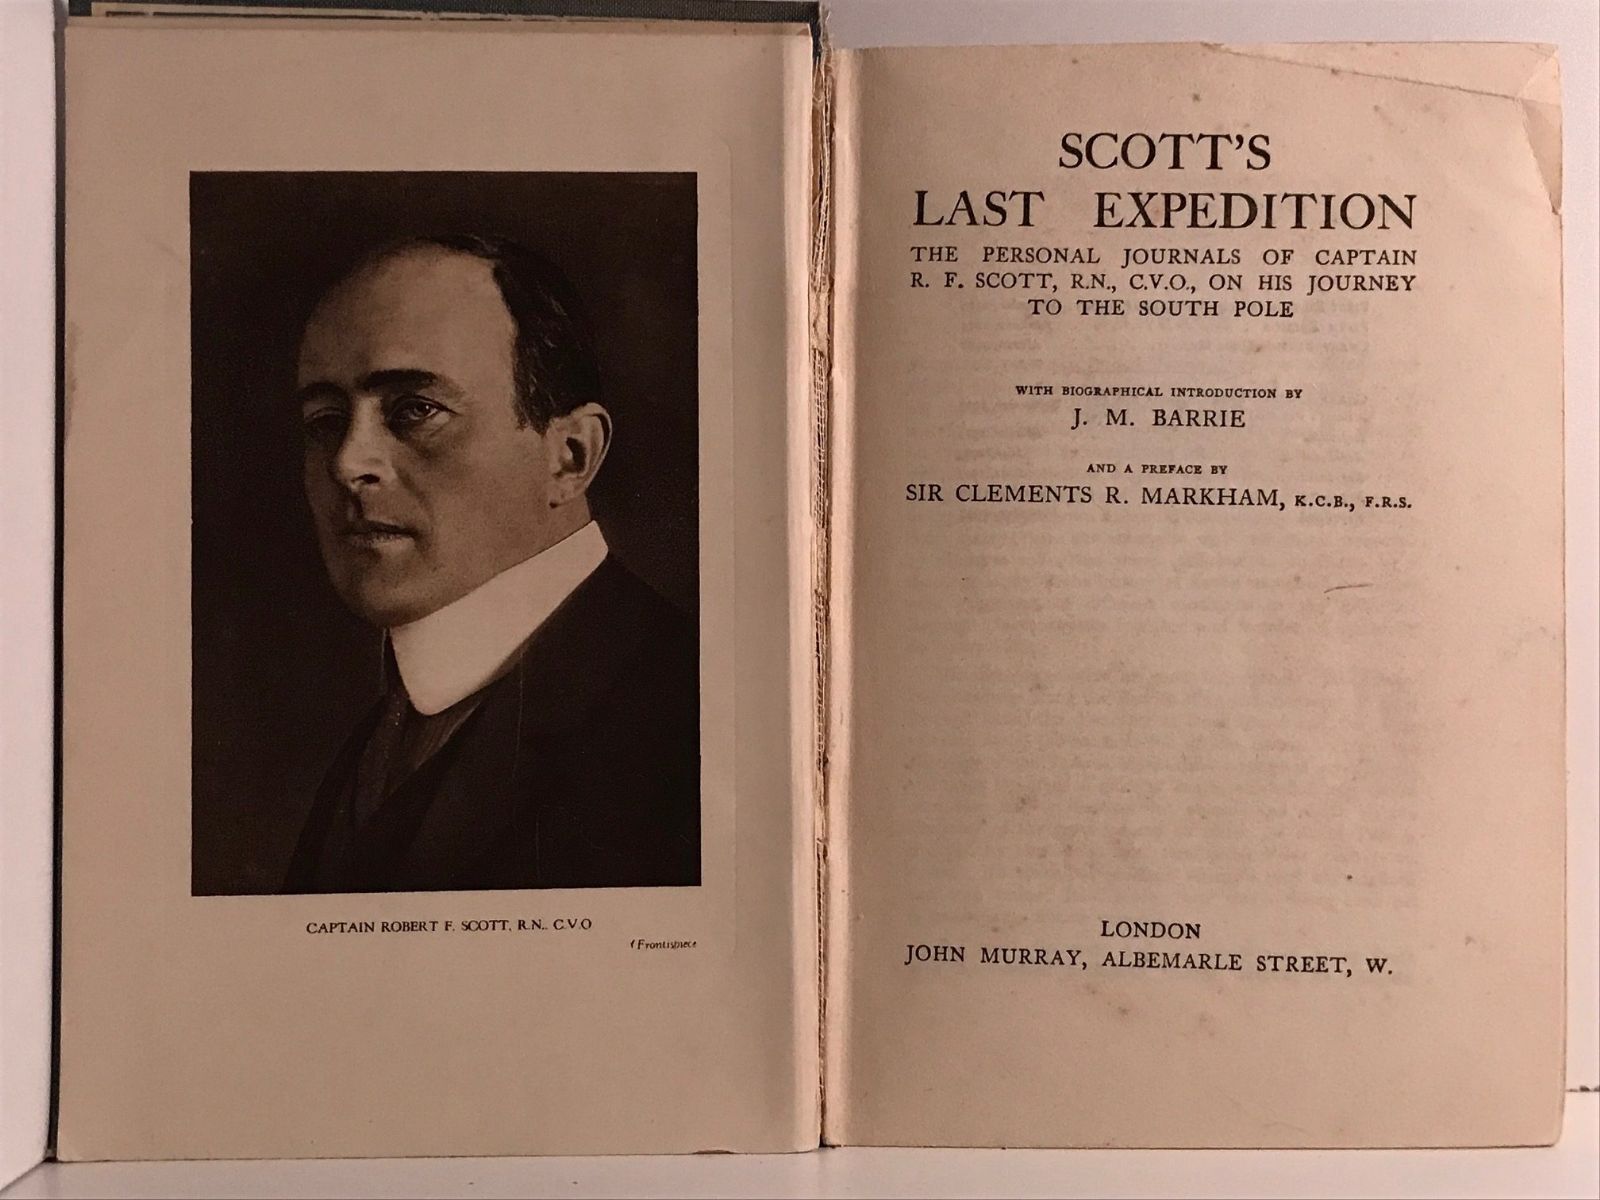 CAPTAIN ROBERT F. SCOTT, R.N., C.V.O
(Frontispiece
SCOTT'S
LAST EXPEDITION
THE PERSONAL JOURNALS OF CAPTAIN
R. F. SCOTT, R.N., C.V.O., ON HIS JOURNEY
TO THE SOUTH POLE
WITH BIOGRAPHICAL INTRODUCTION BY
J. M. BARRIE
AND A PREFACE BY
SIR CLEMENTS R. MARKHAM, K.C.B., F.R.S.
LONDON
JOHN MURRAY, ALBEMARLE STREET, W.